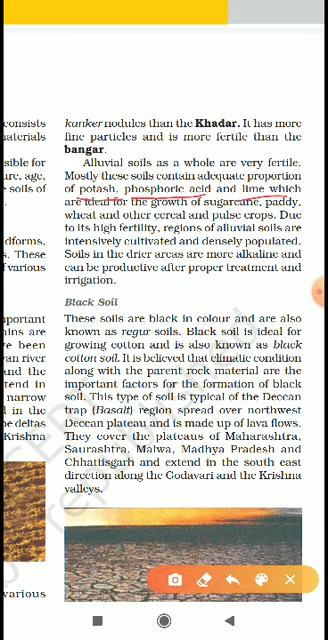 consists
materials
sible for
ure, age,
soils of
dforms,
s. These
f various
mportant
ains are
ve been
an river
and the
tend in
narrow
d in the
he deltas
Krishna
various
kanker nodules than the Khadar. It has more
fine particles and is more fertile than the
bangar.
Alluvial soils as a whole are very fertile.
Mostly these soils contain adequate proportion
of potash, phosphoric acid and lime which
are ideal for the growth of sugarcane, paddy,
wheat and other cereal and pulse crops. Due
to its high fertility, regions of alluvial soils are
intensively cultivated and densely populated.
Soils in the drier areas are more alkaline and
can be productive after proper treatment and
irrigation.
Black Soil
These soils are black in colour and are also
known as regur soils. Black soil is ideal for
growing cotton and is also known as black
cotton soil. It is believed that climatic condition
along with the parent rock material are the
important factors for the formation of black
soil. This type of soil is typical of the Deccan
trap (Basalt) region spread over northwest
Deccan plateau and is made up of lava flows.
They cover the plateaus of Maharashtra,
Saurashtra, Malwa, Madhya Pradesh and
Chhattisgarh and extend in the south east
direction along the Godavari and the Krishna
valleys.